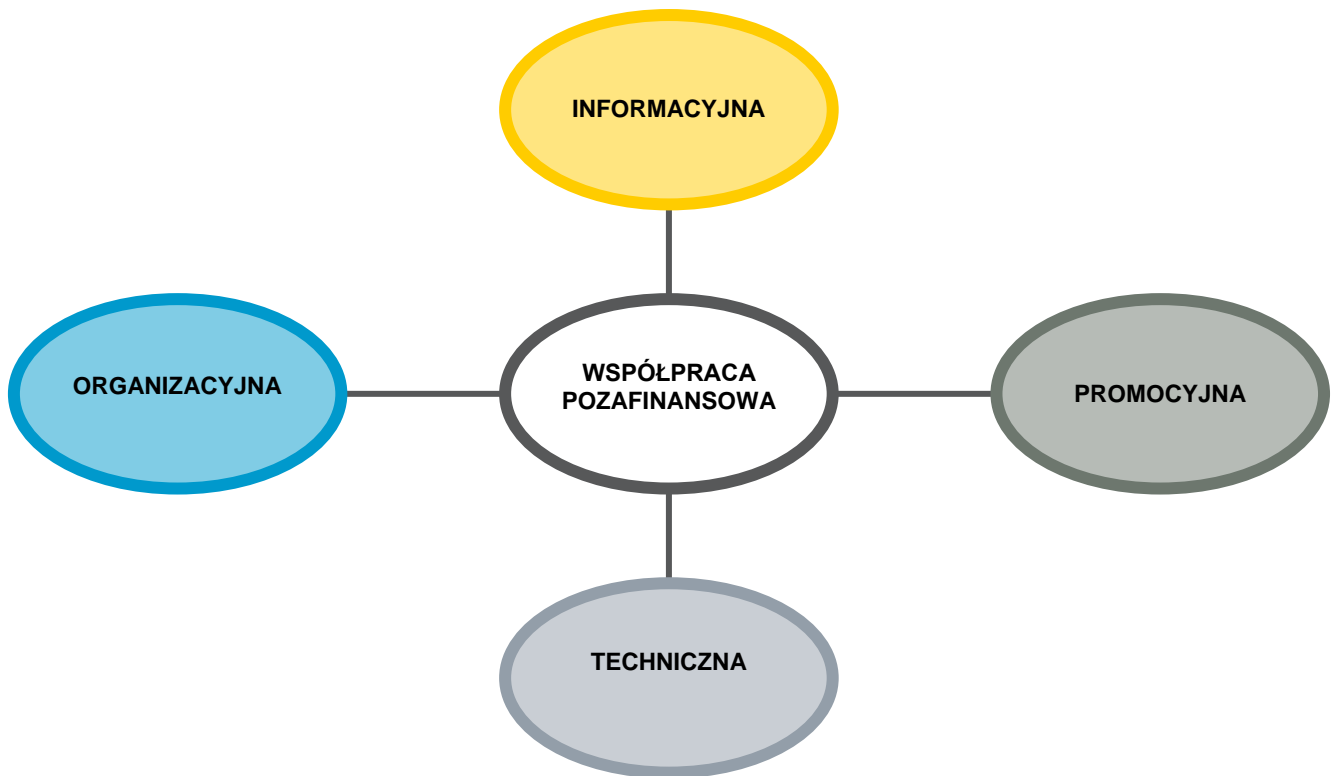 INFORMACYJNA
ORGANIZACYJNA
WSPÓŁPRACA
POZAFINANSOWA
PROMOCYJNA
TECHNICZNA